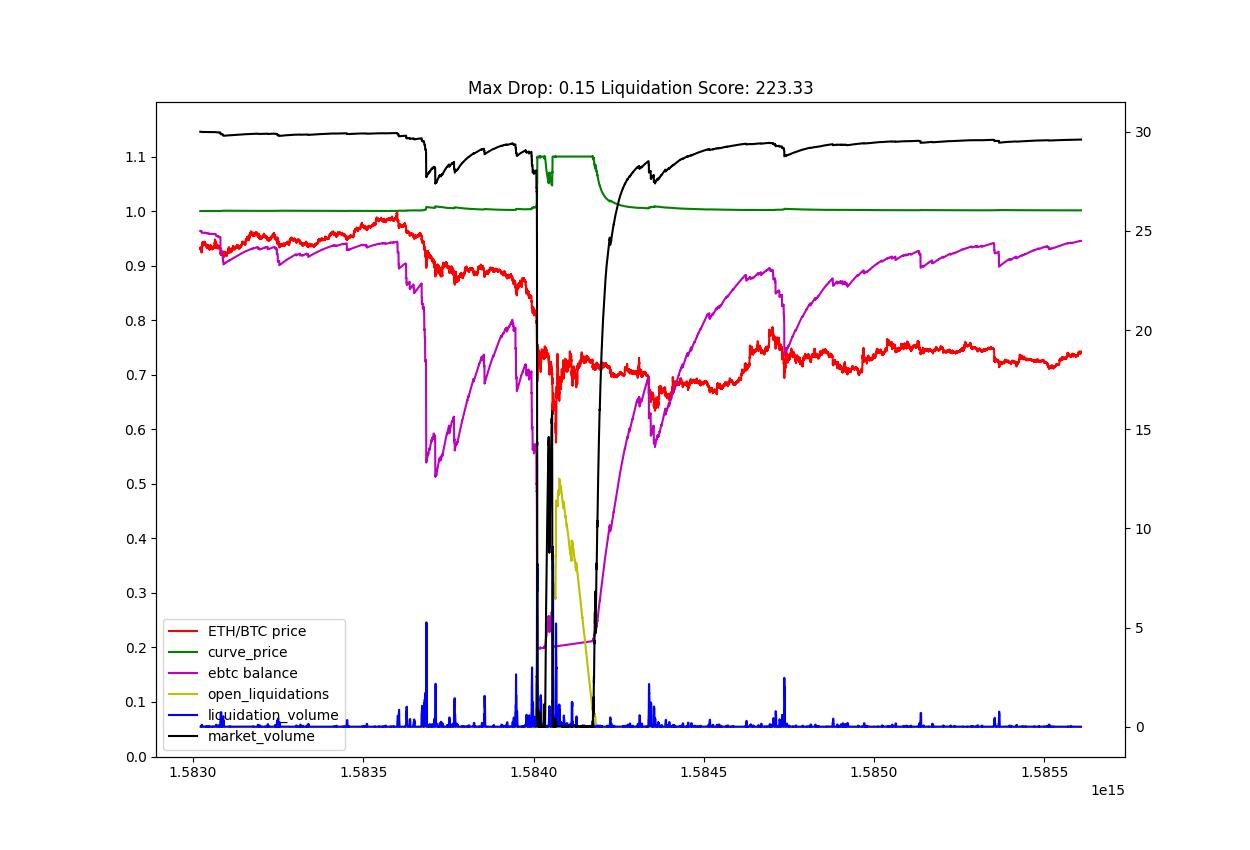 Max Drop: 0.15 Liquidation Score: 223.33
1.1
1.0
0.9
0.8
0.7
0.6
0.5
0.4
0.3
0.2
0.1
0.0
30
25
20
15
10
5
0
ETH/BTC price
curve_price
ebtc balance
open_liquidations
liquidation_volume
market_volume
1.5830 1.5835 1.5840 1.5845 1.5850 1.5855
1e15